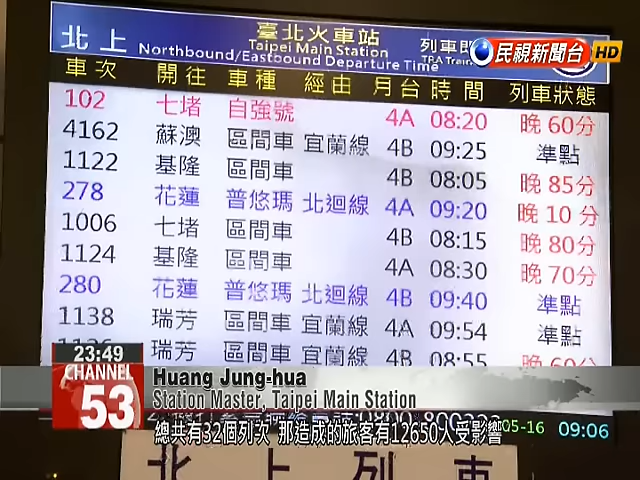 北上
臺北火車站
Taipei Main Station
Northbound/Eastbound Departure Time
列車即
TRA Train
民視新聞台 HD
車次 開往 車種 經由 月台 時間 列車狀態
102 七堵 自強號 4A 08:20 晚60分
4162 蘇澳 區間車 宜蘭線 4B 09:25 準點
1122 基隆 區間車 4B 08:05 晚85分
278 花蓮 普悠瑪 北迴線 4A 09:20 晚10分
1006 七堵 區間車 4B 08:15 晚80分
1124 基隆 區間車 4A 08:30 晚70分
280 花蓮 普悠瑪 北迴線 4B 09:40 準點
1138 瑞芳 區間車 宜蘭線 4A 09:54 準點
瑞芳 區間車 宜蘭線 4B 08:55
23:49
CHANNEL
53
Huang Jung-hua
Station Master, Taipei Main Station
05-16 09:06
總共有32個列次 那造成的旅客有12650人受影響
北上列車